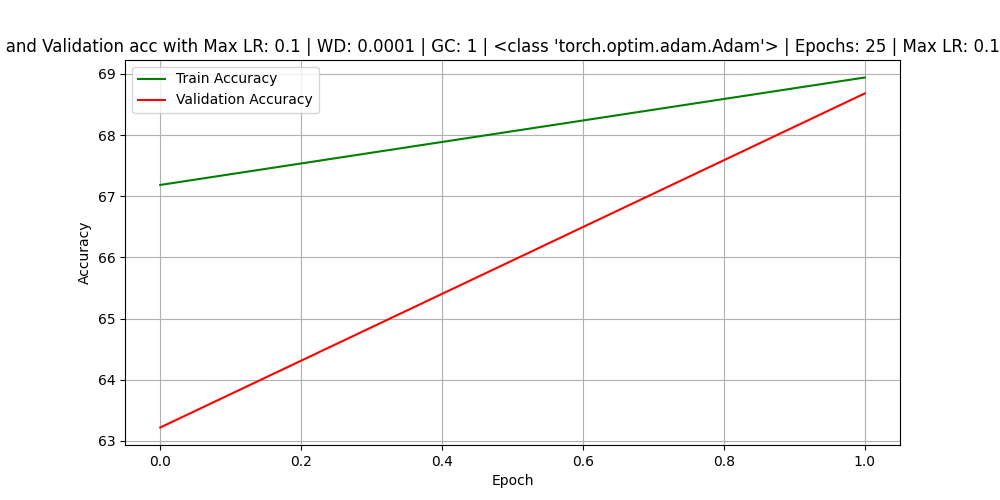 and Validation acc with Max LR: 0.1 | WD: 0.0001 | GC: 1 | <class 'torch.optim.adam.Adam'> | Epochs: 25 | Max LR: 0.1
Train Accuracy
Validation Accuracy
69
68
67
66
65
64
63
Accuracy
0.0
0.2
0.4
0.6
0.8
1.0
Epoch